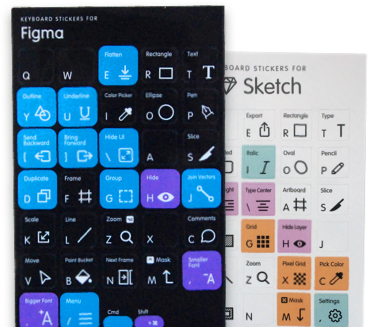 KEYBOARD STICKERS FOR
Figma
Flatten Rectangle Text
Q W E R T
Outline Underline Color Picker Ellipse Pen
Y U I O P
Send Backward Bring Forward Hide UI Slice
[ ] \ A S
Duplicate Frame Group Hide Join Vectors
D F G H J
Scale Line Zoom Comments
K L Z X C
Move Paint Bucket Next Frame Mask Smaller Font
V B N M
Bigger Font Menu Cmd Shift
/
BOARD STICKERS FOR
Sketch
Export Rectangle Type
E R T
Italic Oval Pencil
I O P
Type Center Artboard Slice
\ A S
Grid Hide Layer
G H J
Zoom Pixel Grid Pick Color
Z X C
Mask Settings
N M ,